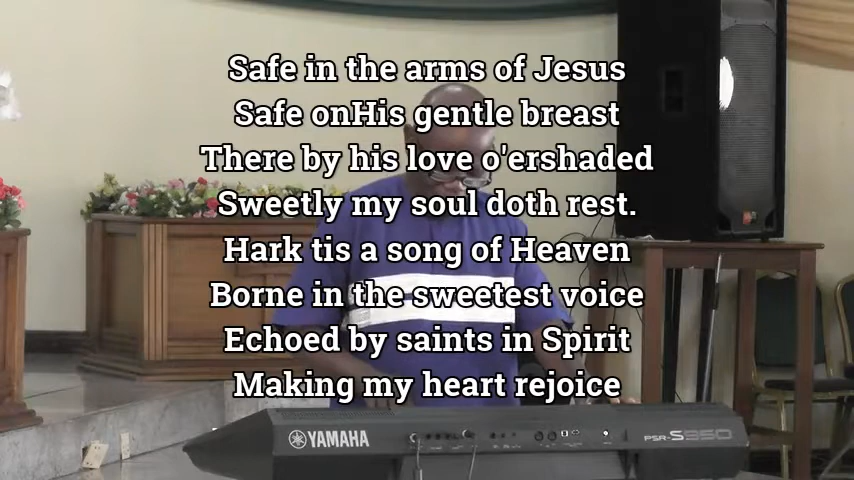 Safe in the arms of Jesus
Safe onHis gentle breast
There by his love o'ershaded
Sweetly my soul doth rest.
Hark tis a song of Heaven
Borne in the sweetest voice
Echoed by saints in Spirit
Making my heart rejoice
YAMAHA
PSR-S950